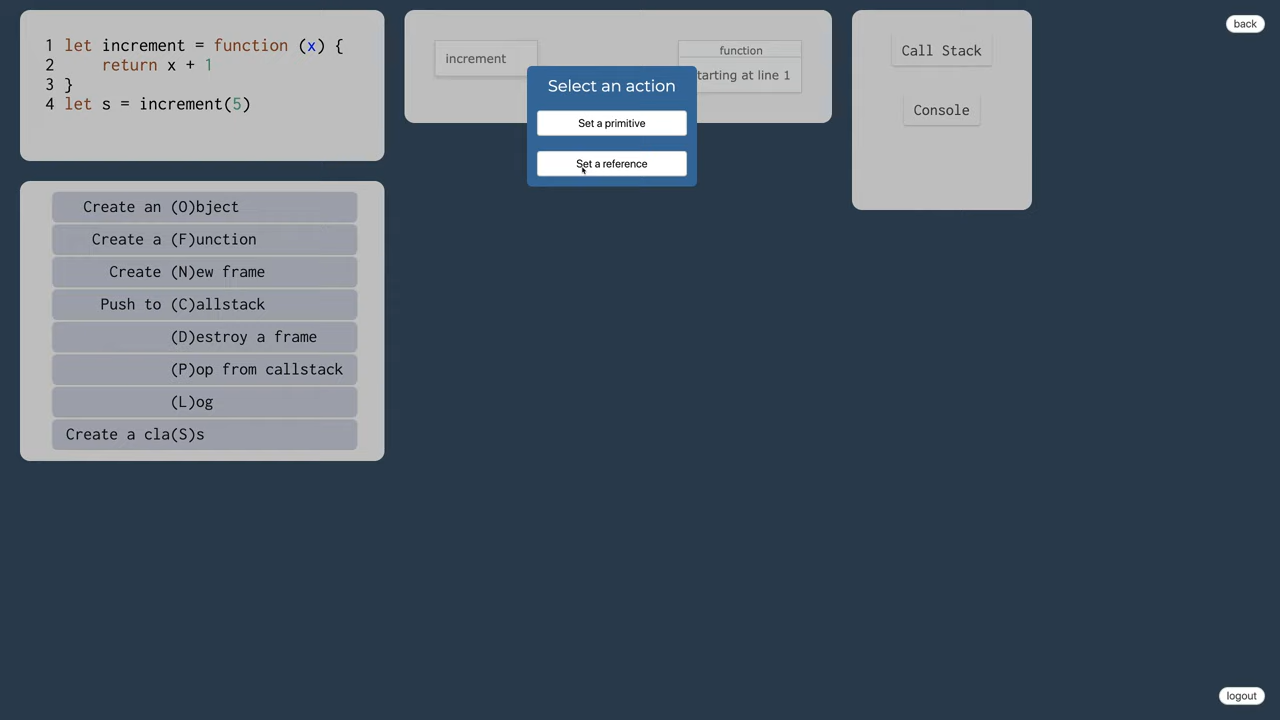 1 let increment = function (x) {
2     return x + 1
3 }
4 let s = increment(5)
increment
function
tarting at line 1
Select an action
Set a primitive
Set a reference
Call Stack
Console
back
Create an (O)bject
Create a (F)unction
Create (N)ew frame
Push to (C)allstack
(D)estroy a frame
(P)op from callstack
(L)og
Create a cla(S)s
logout